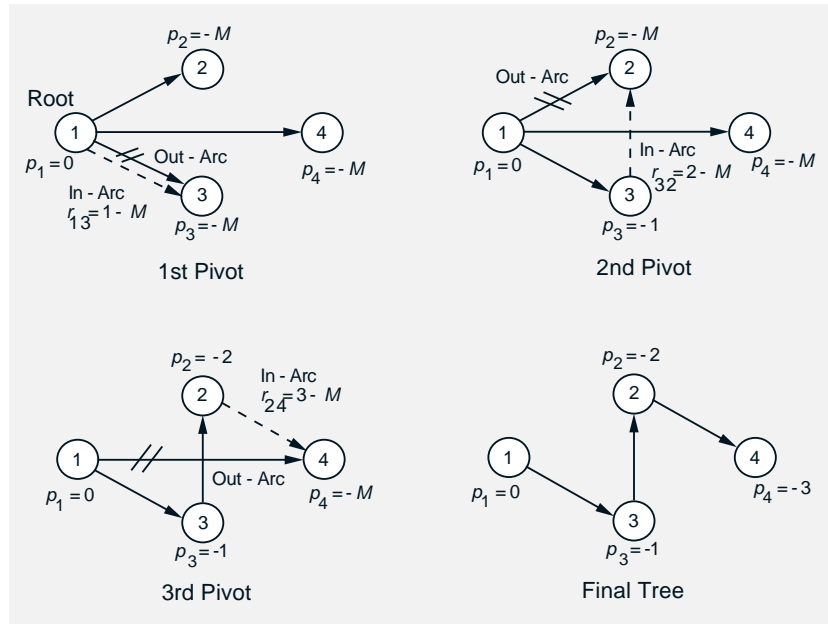 p2 = - M
2
Root
1
4
p1 = 0
Out - Arc
p4 = - M
In - Arc
r13 = 1 - M
3
p3 = - M
1st Pivot
p2 = - M
Out - Arc
2
1
4
p1 = 0
In - Arc
r32 = 2 - M
p4 = - M
3
p3 = - 1
2nd Pivot
p2 = - 2
In - Arc
r24 = 3 - M
2
1
4
p1 = 0
Out - Arc
p4 = - M
3
p3 = -1
3rd Pivot
p2 = - 2
2
1
4
p1 = 0
p4 = - 3
3
p3 = -1
Final Tree